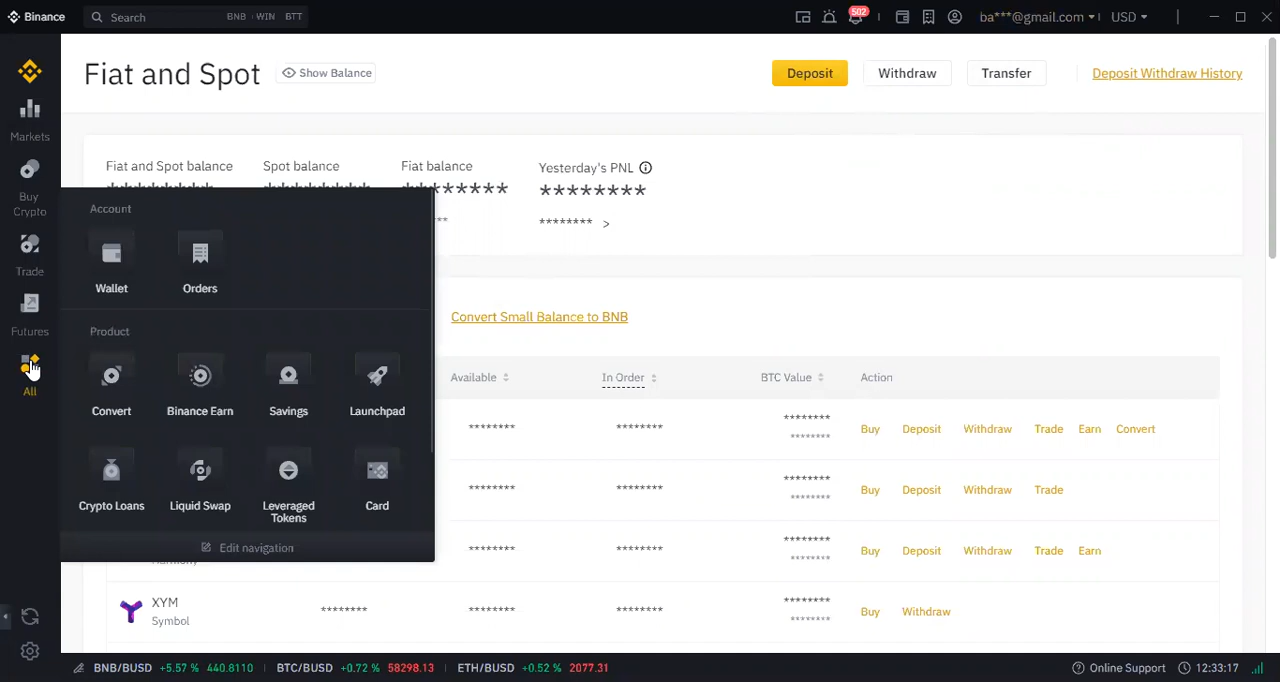 Binance
Search
BNB · WIN BTT
502
ba***@gmail.com
USD
Markets
Buy
Crypto
Trade
Futures
All
Fiat and Spot
Show Balance
Deposit
Withdraw
Transfer
Deposit Withdraw History
Fiat and Spot balance
Spot balance
Fiat balance
Yesterday's PNL
********
******** >
Account
Wallet
Orders
Product
Convert
Binance Earn
Savings
Launchpad
Crypto Loans
Liquid Swap
Leveraged
Tokens
Card
Edit navigation
Convert Small Balance to BNB
Available
In Order
BTC Value
Action
******** ******** ********
********
Buy Deposit Withdraw Trade Earn Convert
******** ******** ********
********
Buy Deposit Withdraw Trade
******** ******** ********
********
Buy Deposit Withdraw Trade Earn
XYM
Symbol
******** ******** ******** ********
********
Buy Withdraw
BNB/BUSD +5.57 % 440.8110
BTC/BUSD +0.72 % 58298.13
ETH/BUSD +0.52 % 2077.31
Online Support
12:33:17